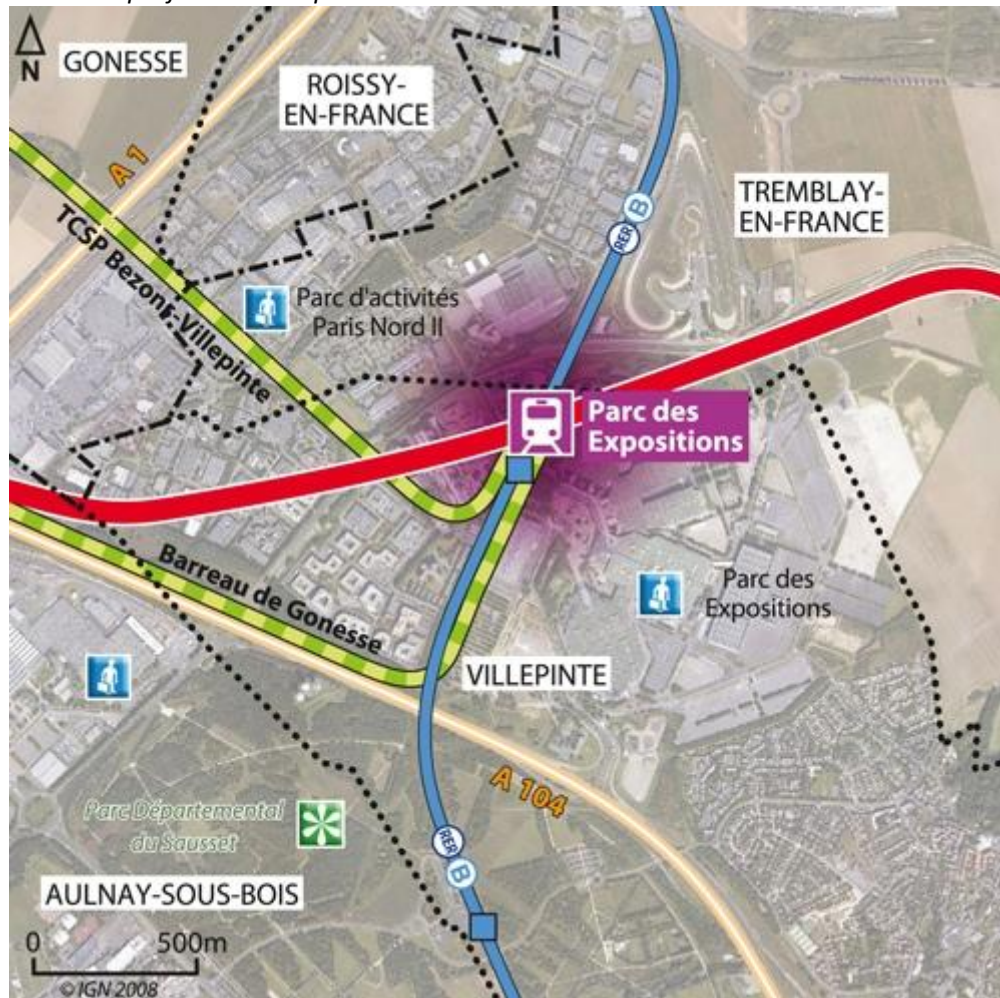 N
GONESSE
ROISSY-
EN-FRANCE
A 1
TREMBLAY-
EN-FRANCE
RER B
TCSP Bezons-Villepinte
Parc d'activités
Paris Nord II
Parc des
Expositions
Barreau de Gonesse
Parc des
Expositions
VILLEPINTE
A 104
Parc Départemental
du Sausset
RER B
AULNAY-SOUS-BOIS
0 500m
© IGN 2008